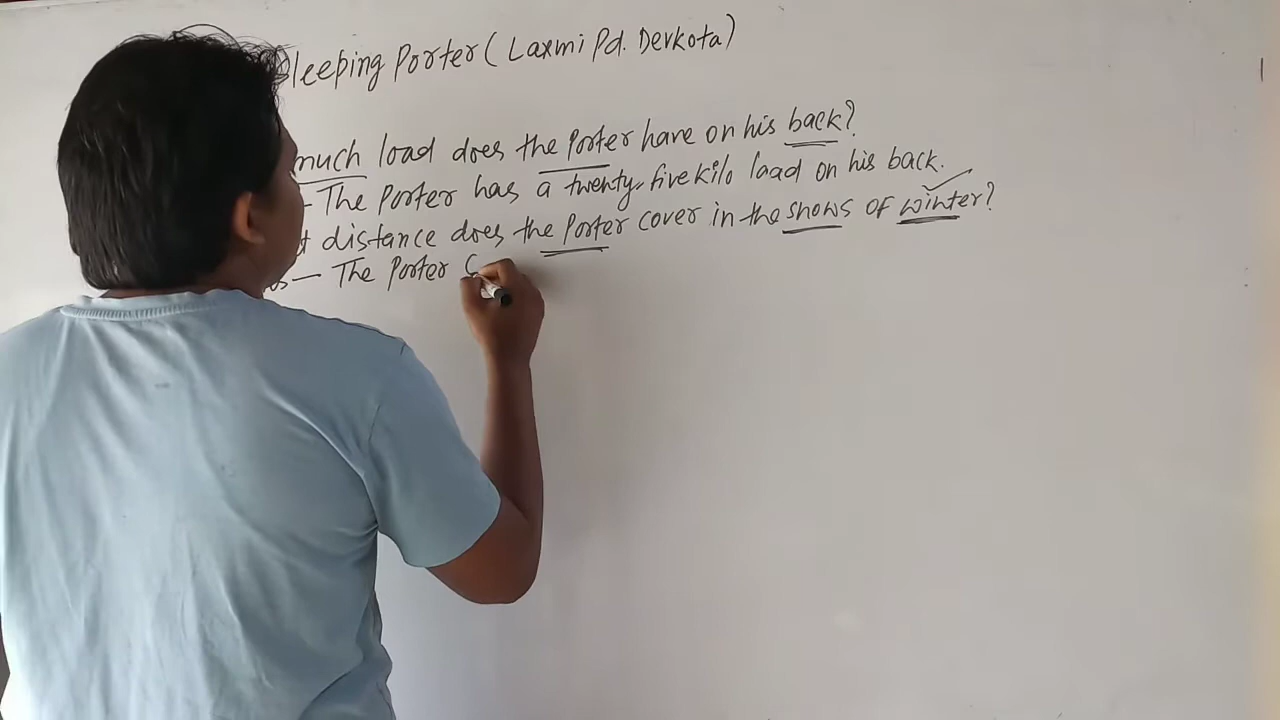 Sleeping Porter (Laxmi Pd. Devkota)
much load does the Porter have on his back?
- The Porter has a twenty-five kilo load on his back.
distance does the Porter cover in the snows of winter?
— The Porter C